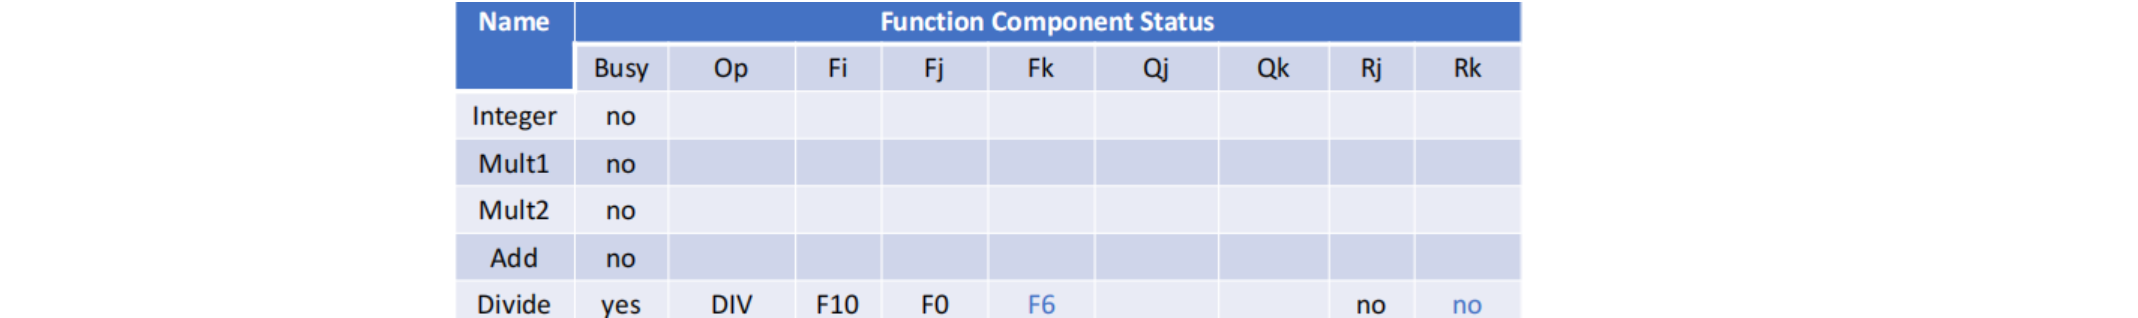 Name Function Component Status
Busy Op Fi Fj Fk Qj Qk Rj Rk
Integer no
Mult1 no
Mult2 no
Add no
Divide yes DIV F10 F0 F6 no no